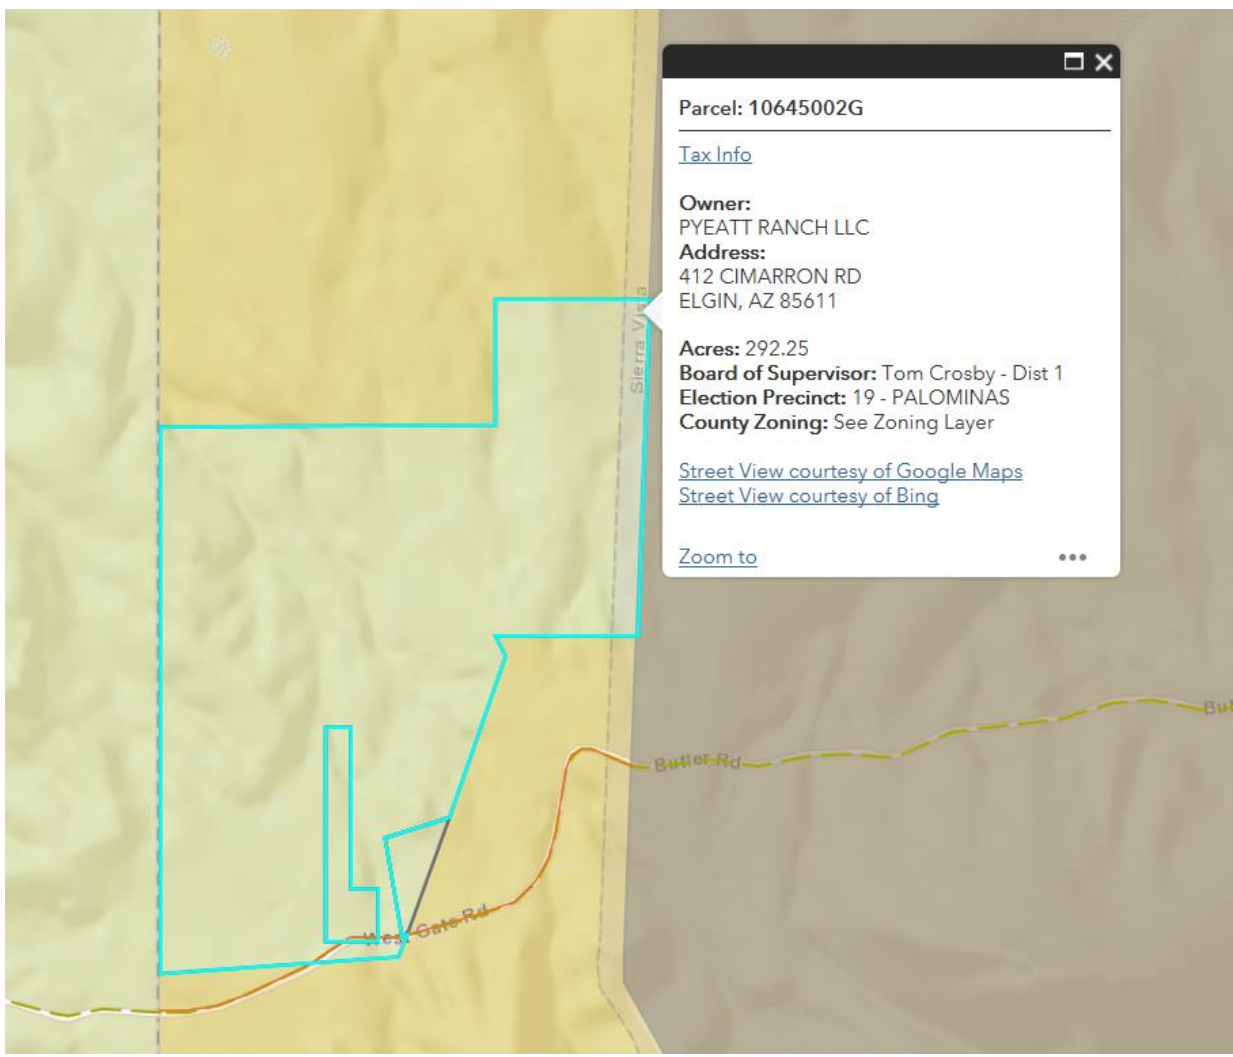 Parcel: 10645002G
Tax Info
Owner:
PYEATT RANCH LLC
Address:
412 CIMARRON RD
ELGIN, AZ 85611
Acres: 292.25
Board of Supervisor: Tom Crosby - Dist 1
Election Precinct: 19 - PALOMINAS
County Zoning: See Zoning Layer
Street View courtesy of Google Maps
Street View courtesy of Bing
Zoom to
Sierra Vista
Butler Rd
But
West Gate Rd